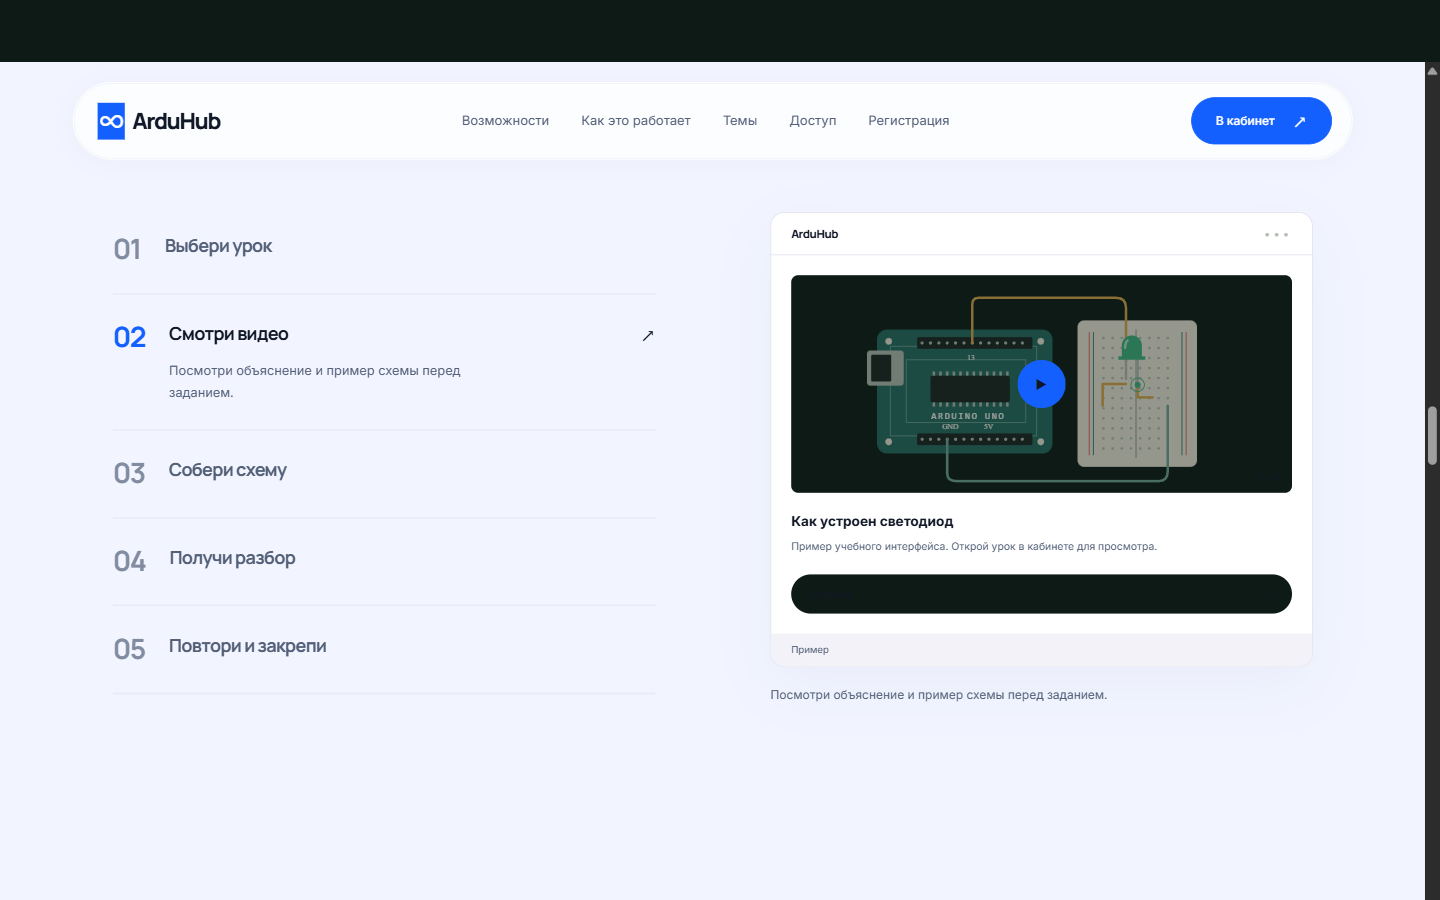 ArduHub
Возможности
Как это работает
Темы
Доступ
Регистрация
В кабинет
01 Выбери урок
02 Смотри видео
Посмотри объяснение и пример схемы перед
заданием.
03 Собери схему
04 Получи разбор
05 Повтори и закрепи
ArduHub
13
ARDUINO UNO
GND 5V
Как устроен светодиод
Пример учебного интерфейса. Открой урок в кабинете для просмотра.
Пример
Посмотри объяснение и пример схемы перед заданием.